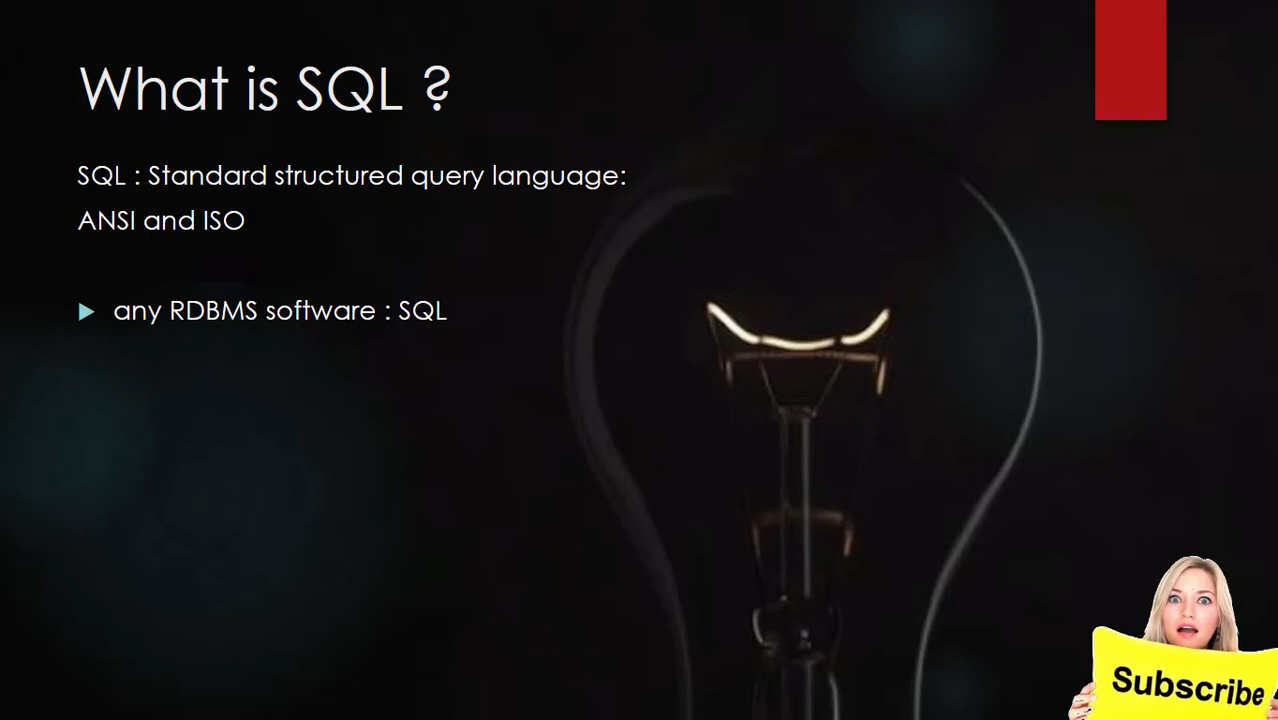 What is SQL ?
SQL : Standard structured query language:
ANSI and ISO
any RDBMS software : SQL
Subscribe